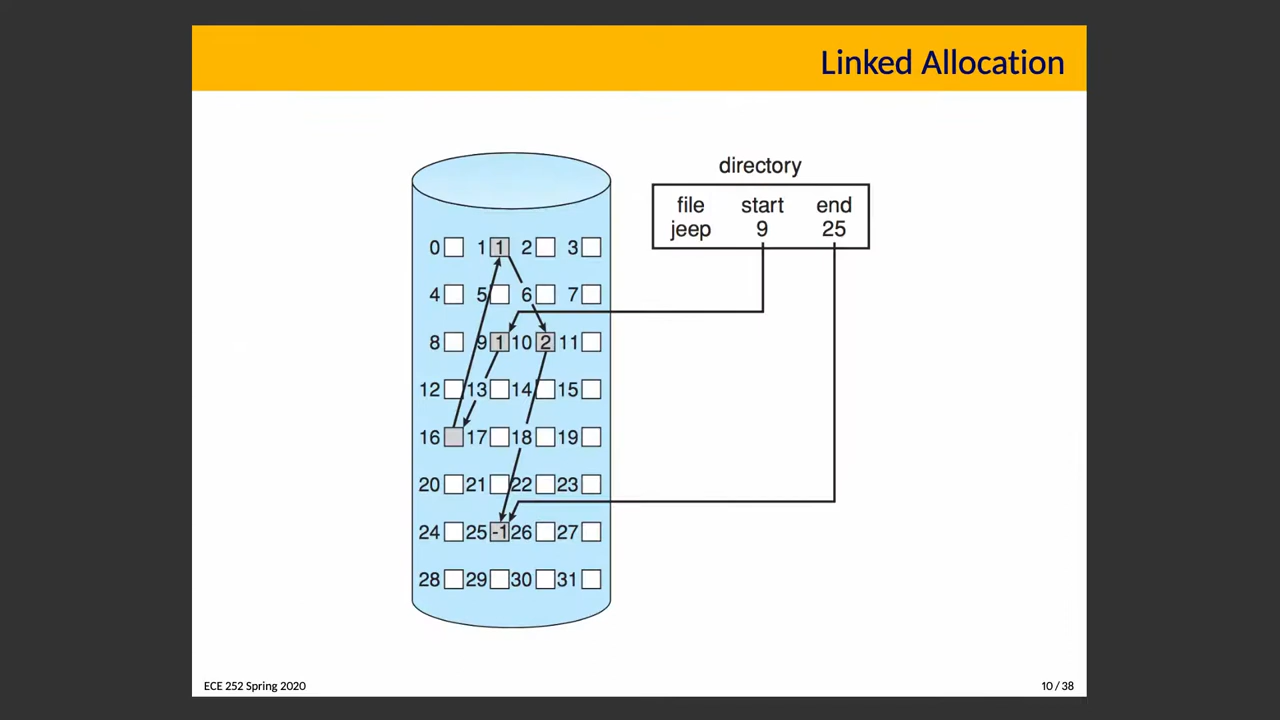 Linked Allocation
directory
file start end
jeep 9 25
0 1 1 2 3
4 5 6 7
8 9 1 10 2 11
12 13 14 15
16 17 18 19
20 21 22 23
24 25 -1 26 27
28 29 30 31
ECE 252 Spring 2020
10 / 38